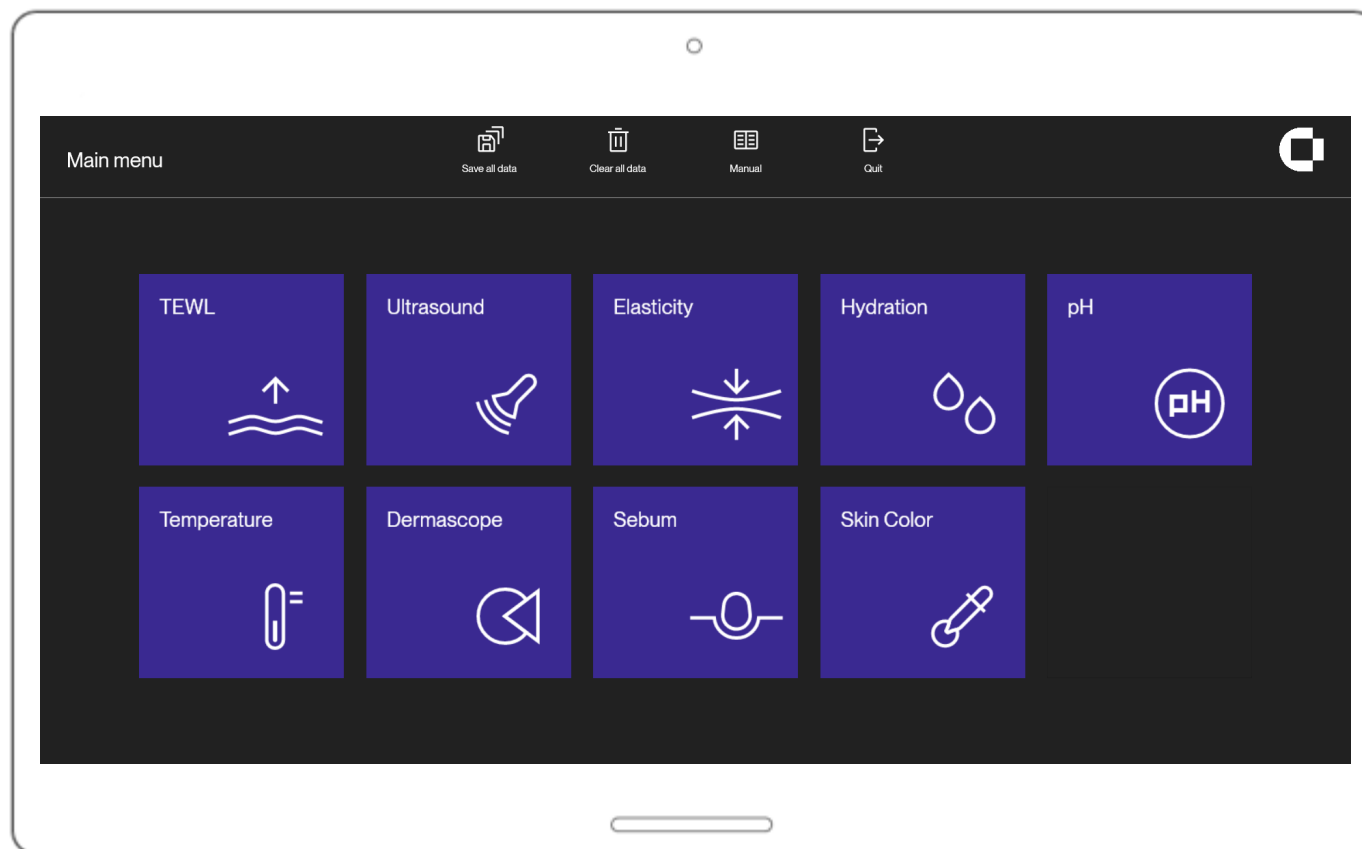 Main menu
Save all data
Clear all data
Manual
Quit
TEWL
Ultrasound
Elasticity
Hydration
pH
pH
Temperature
Dermascope
Sebum
Skin Color